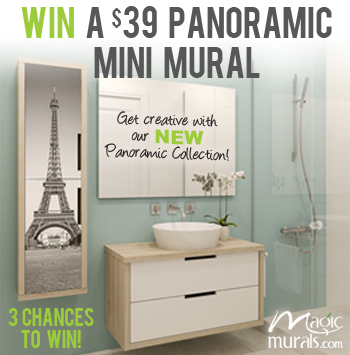 WIN A $39 PANORAMIC
MINI MURAL
Get creative with
our NEW
Panoramic Collection!
3 CHANCES
TO WIN!
Magic
murals.com